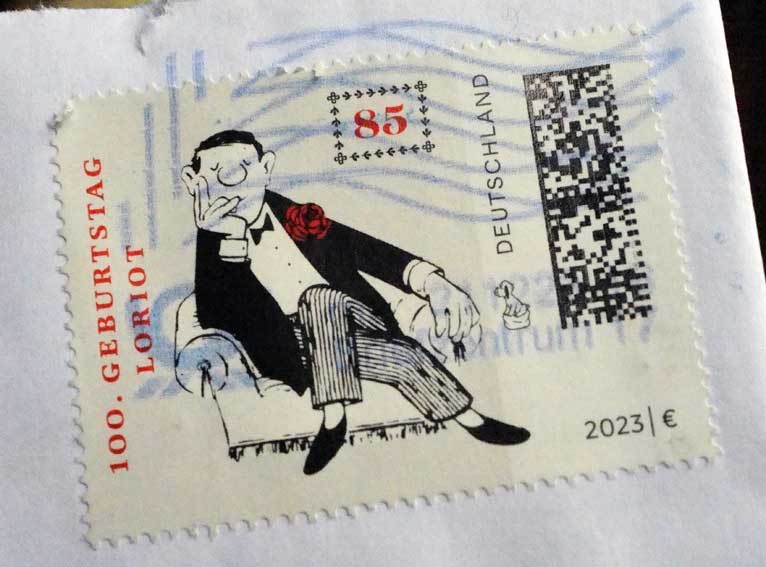 100. GEBURTSTAG
LORIOT
85
DEUTSCHLAND
2023 | €